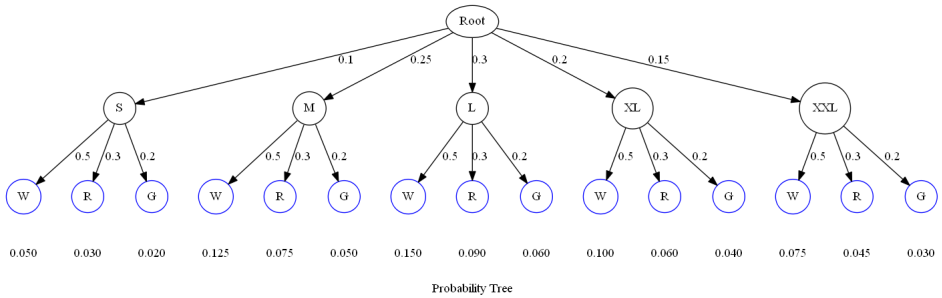 Root
0.1 0.25 0.3 0.2 0.15
S M L XL XXL
0.5 0.3 0.2 0.5 0.3 0.2 0.5 0.3 0.2 0.5 0.3 0.2 0.5 0.3 0.2
W R G W R G W R G W R G W R G
0.050 0.030 0.020 0.125 0.075 0.050 0.150 0.090 0.060 0.100 0.060 0.040 0.075 0.045 0.030
Probability Tree